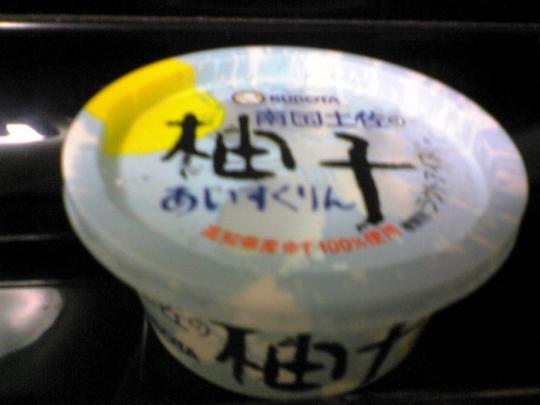 KUBOTA
南国土佐の
柚子
あいすくりん
高知県産ゆず100%使用
柚子